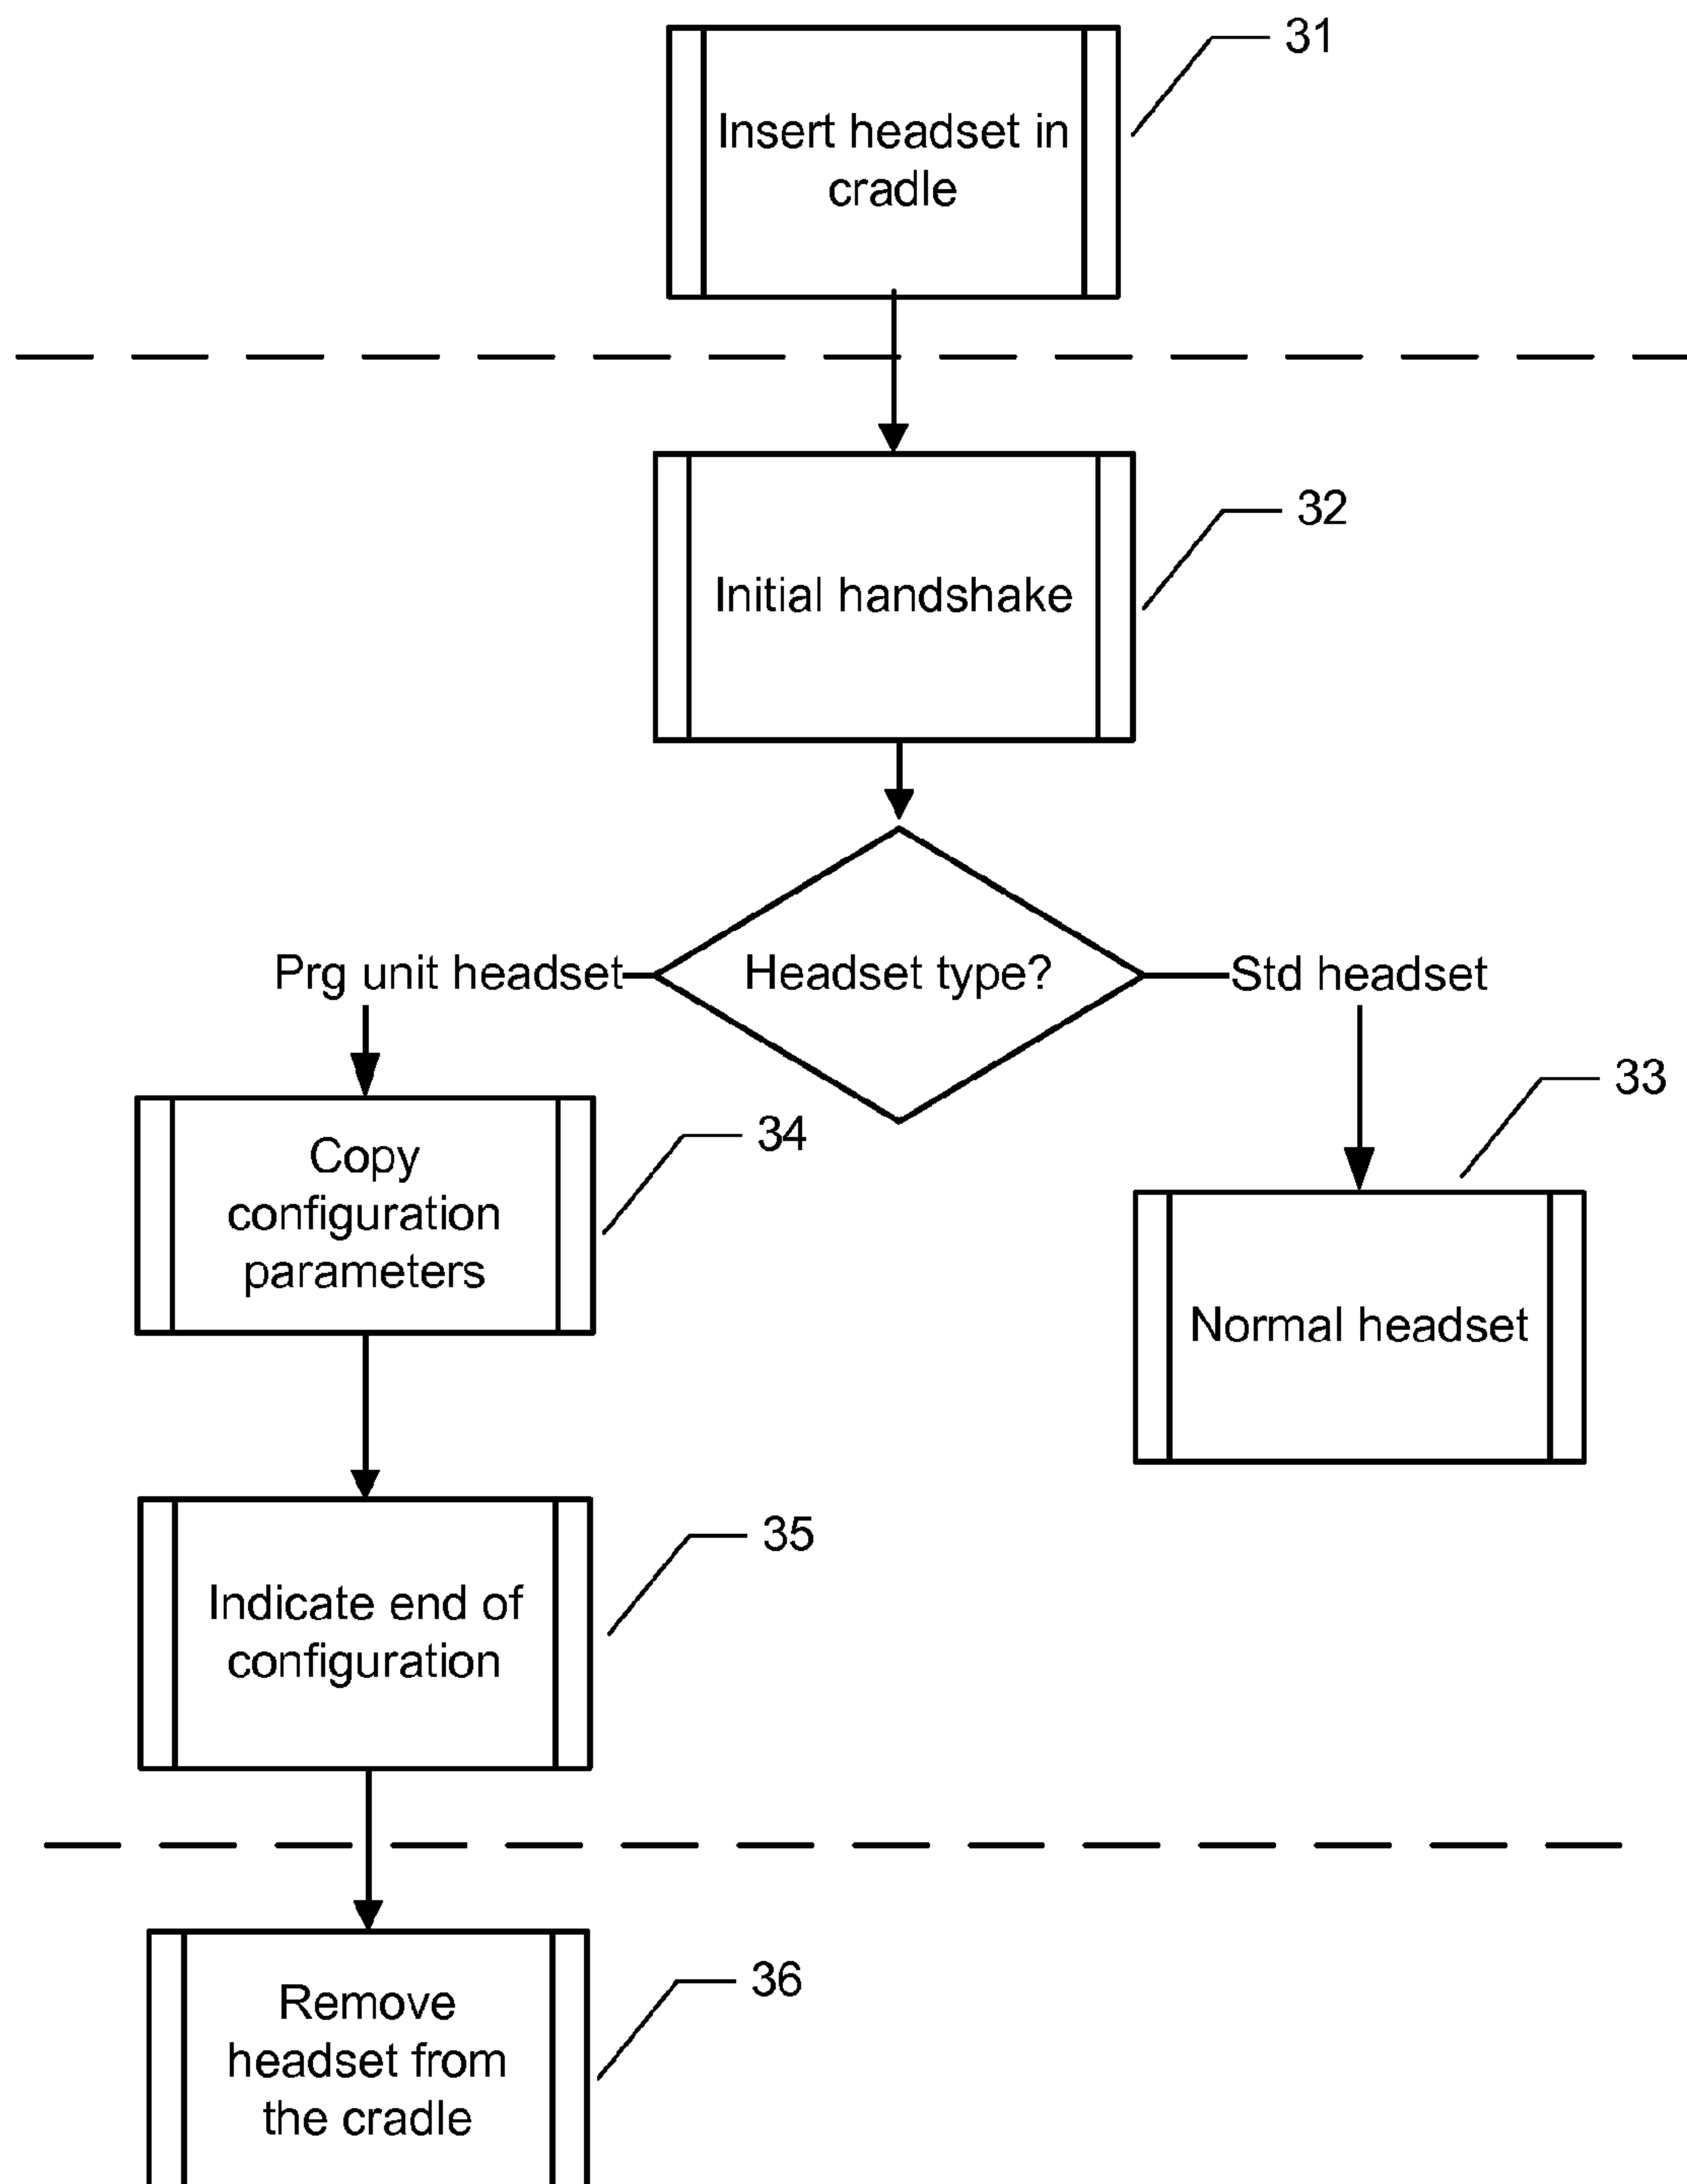 31
Insert headset in
cradle
32
Initial handshake
Prg unit headset
Headset type?
Std headset
33
34
Copy
configuration
parameters
Normal headset
35
Indicate end of
configuration
36
Remove
headset from
the cradle